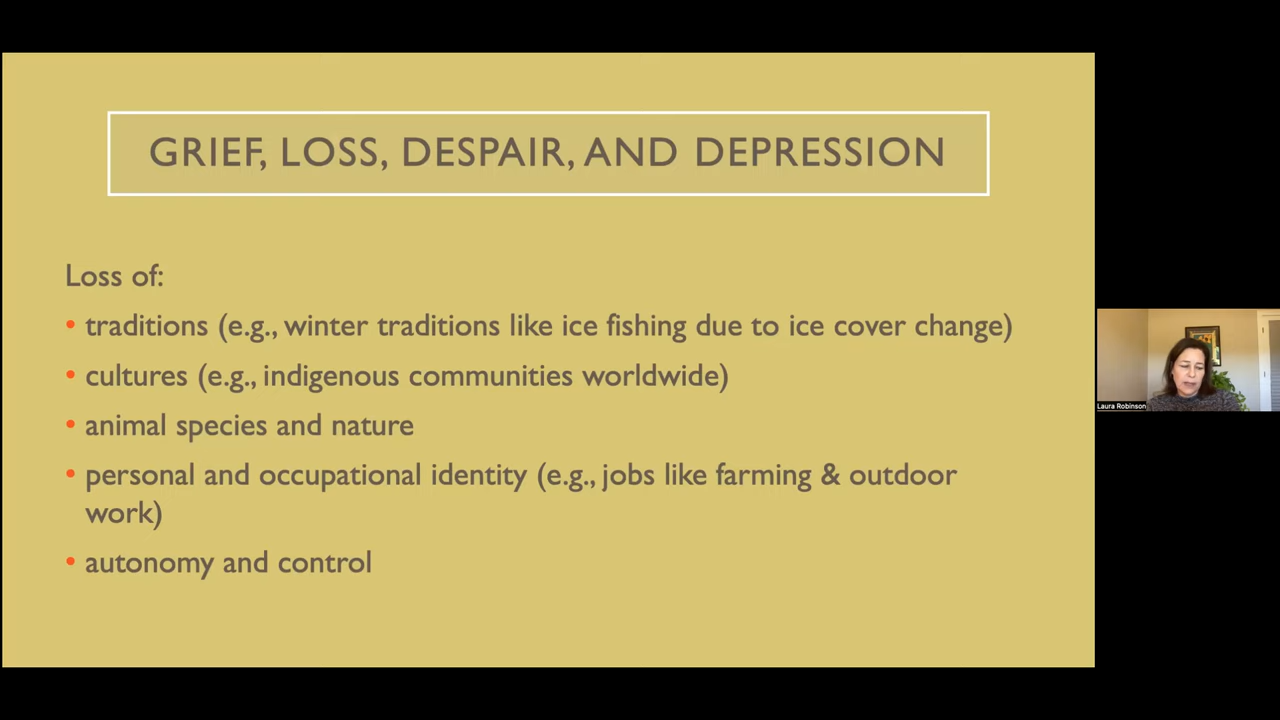 GRIEF, LOSS, DESPAIR, AND DEPRESSION
Loss of:
• traditions (e.g., winter traditions like ice fishing due to ice cover change)
• cultures (e.g., indigenous communities worldwide)
• animal species and nature
• personal and occupational identity (e.g., jobs like farming & outdoor
work)
• autonomy and control
Laura Robinson